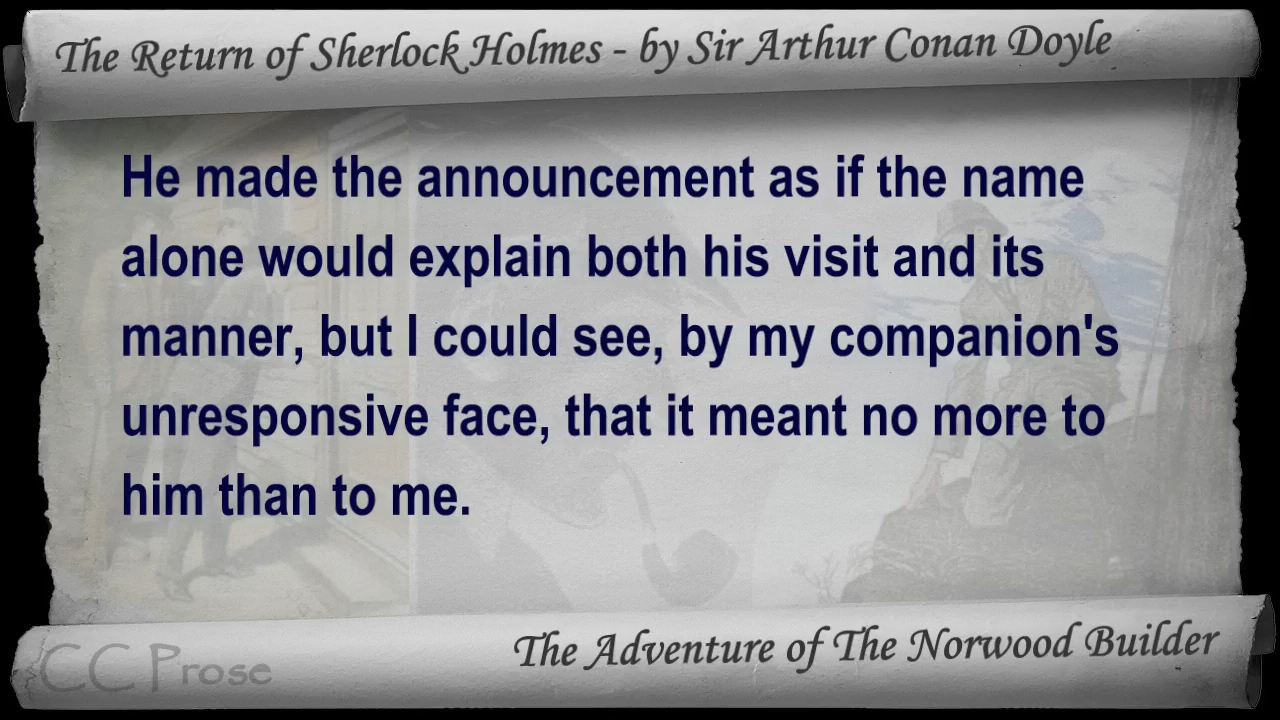 The Return of Sherlock Holmes - by Sir Arthur Conan Doyle
He made the announcement as if the name
alone would explain both his visit and its
manner, but I could see, by my companion's
unresponsive face, that it meant no more to
him than to me.
The Adventure of The Norwood Builder
CC Prose